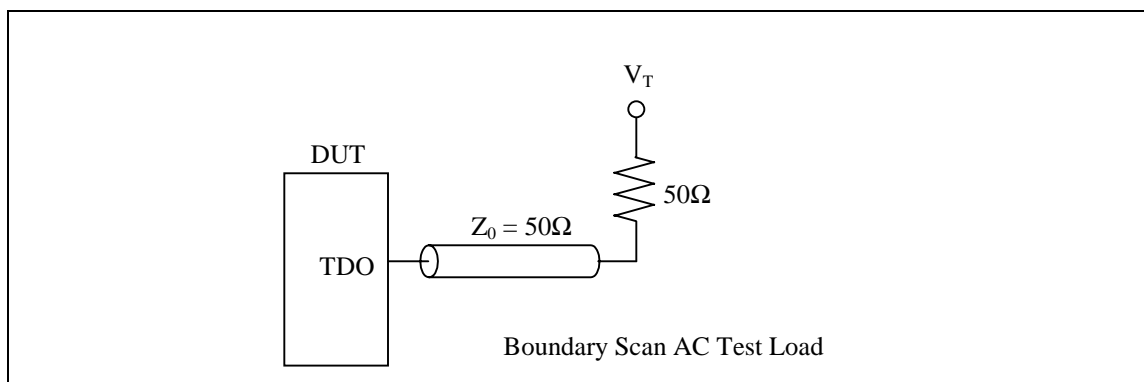 V_T
DUT
50Ω
Z_0 = 50Ω
TDO
Boundary Scan AC Test Load